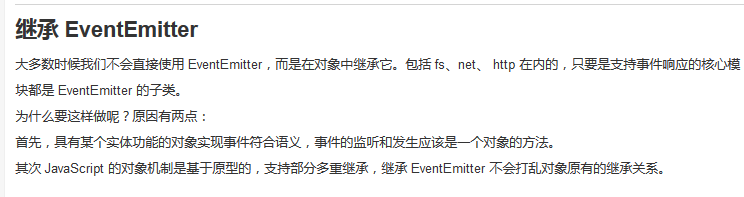 继承 EventEmitter
大多数时候我们不会直接使用 EventEmitter，而是在对象中继承它。包括 fs、net、 http 在内的，只要是支持事件响应的核心模
块都是 EventEmitter 的子类。
为什么要这样做呢？原因有两点：
首先，具有某个实体功能的对象实现事件符合语义，事件的监听和发生应该是一个对象的方法。
其次 JavaScript 的对象机制是基于原型的，支持部分多重继承，继承 EventEmitter 不会打乱对象原有的继承关系。